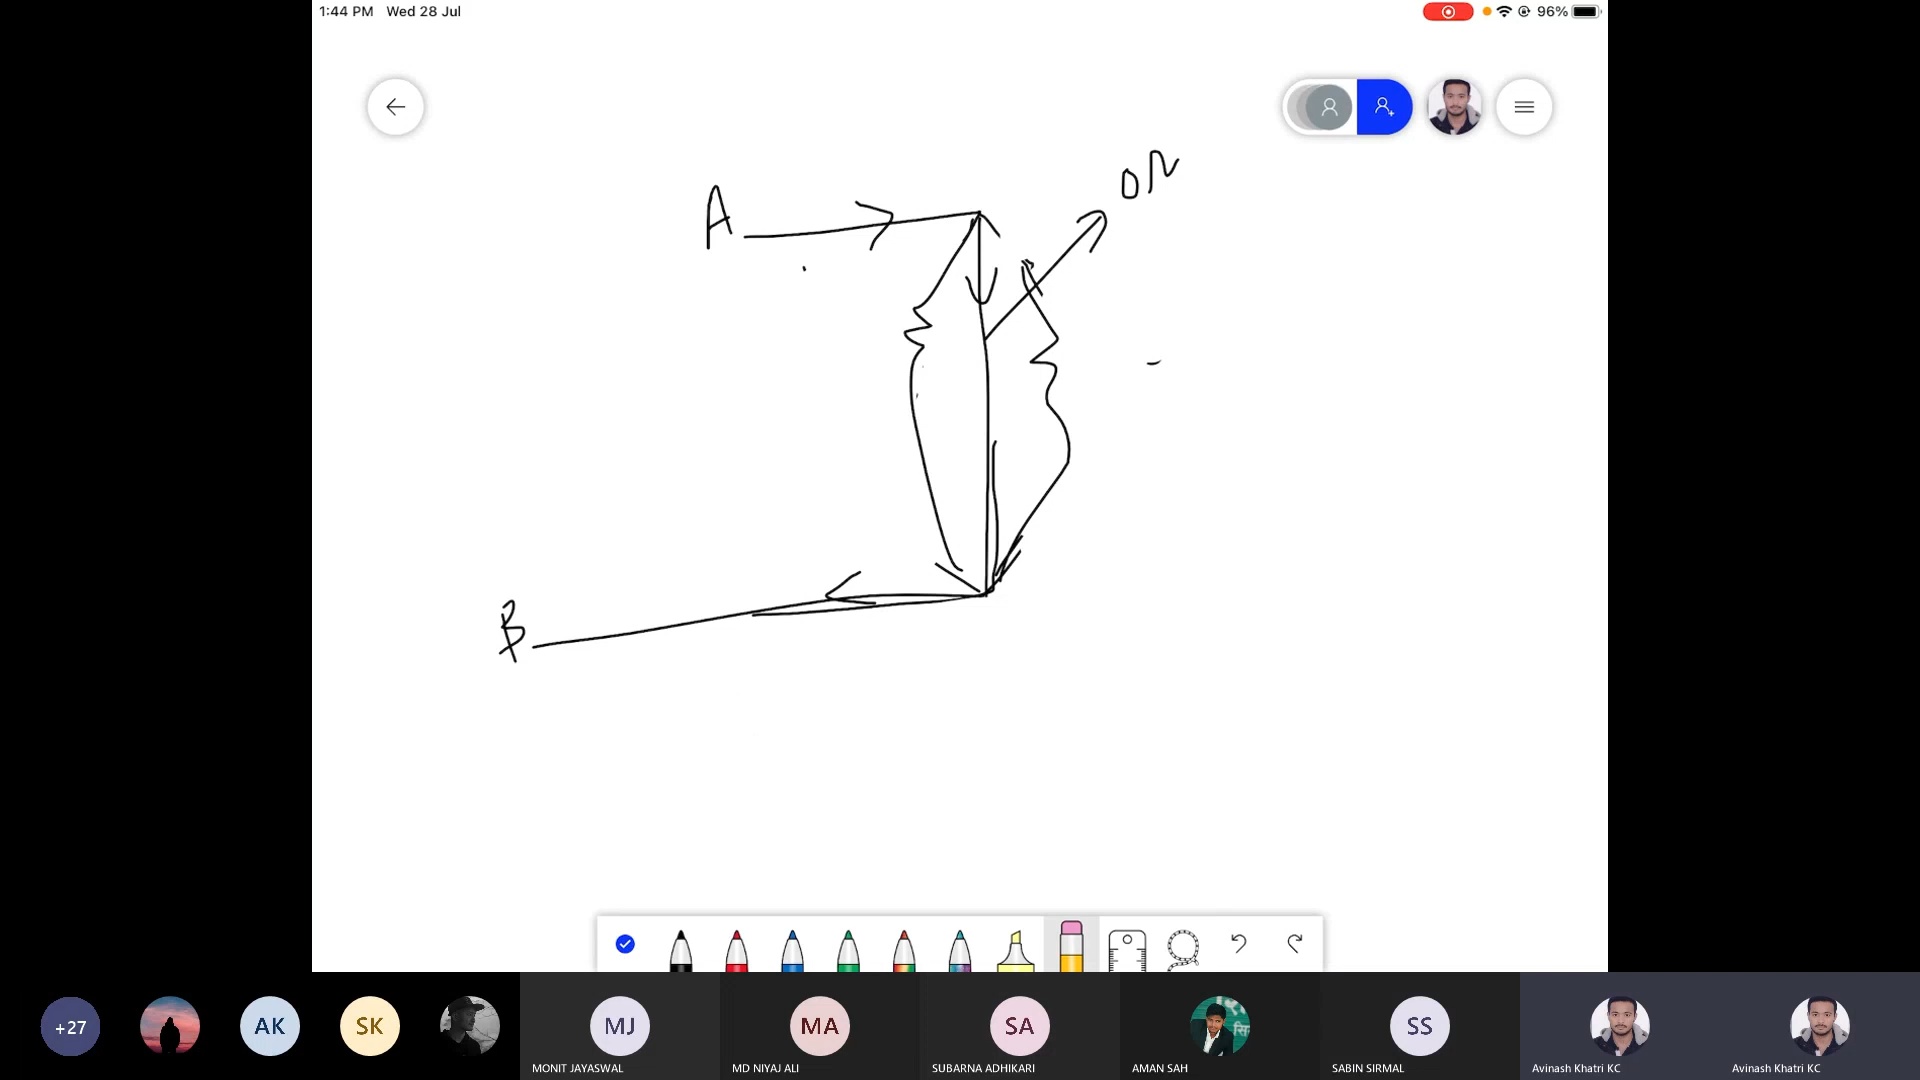 1:44 PM Wed 28 Jul
96%
A
ON
B
+27
AK
SK
MJ
MA
SA
SS
MONIT JAYASWAL
MD NIYAJ ALI
SUBARNA ADHIKARI
AMAN SAH
SABIN SIRMAL
Avinash Khatri KC
Avinash Khatri KC